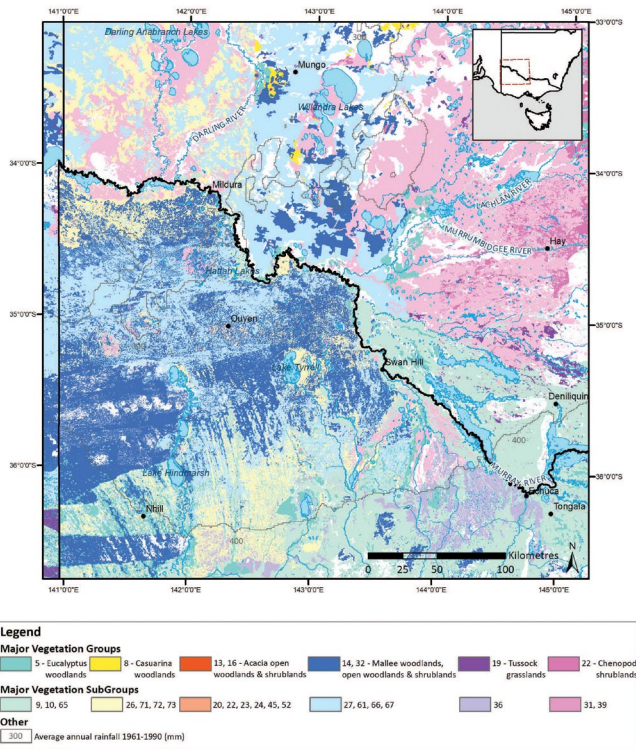 141°0'0"E 142°0'0"E 143°0'0"E 144°0'0"E 145°0'0"E
33°0'0"S
Darling Anabranch Lakes
300
Mungo
Willandra Lakes
DARLING RIVER
34°0'0"S 34°0'0"S
Mildura
LACHLAN RIVER
MURRUMBIDGEE RIVER
Hay
Hattah Lakes
35°0'0"S 35°0'0"S
Ouyen
Lake Tyrrell
Swan Hill
Deniliquin
400
36°0'0"S 36°0'0"S
Lake Hindmarsh
MURRAY RIVER
Echuca
Nhill
Tongala
400
Kilometres
0 25 50 100
N
141°0'0"E 142°0'0"E 143°0'0"E 144°0'0"E 145°0'0"E
Legend
Major Vegetation Groups
5 - Eucalyptus woodlands
8 - Casuarina woodlands
13, 16 - Acacia open woodlands & shrublands
14, 32 - Mallee woodlands, open woodlands & shrublands
19 - Tussock grasslands
22 - Chenopod shrublands
Major Vegetation SubGroups
9, 10, 65 26, 71, 72, 73 20, 22, 23, 24, 45, 52 27, 61, 66, 67 36 31, 39
Other
300 Average annual rainfall 1961-1990 (mm)